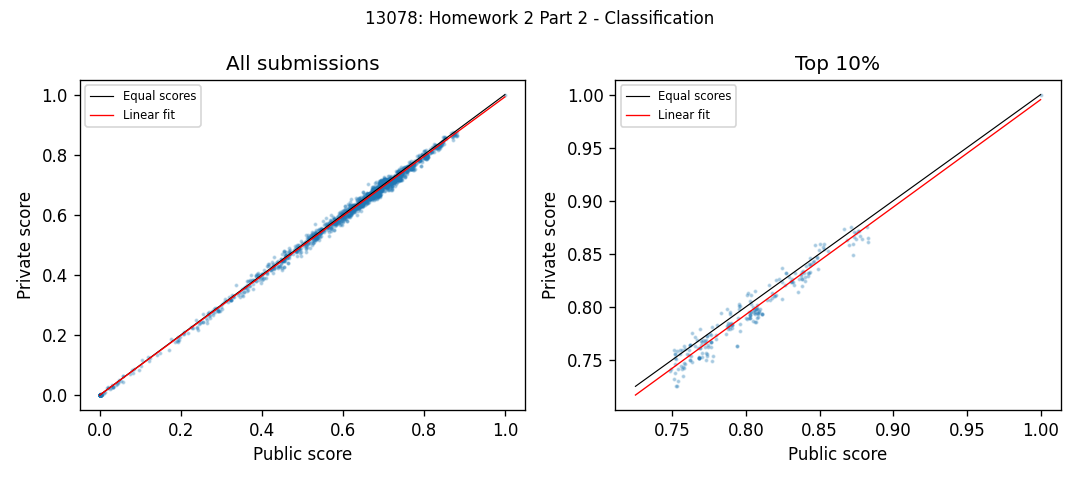 13078: Homework 2 Part 2 - Classification
All submissions
Equal scores
Linear fit
1.0
0.8
0.6
0.4
0.2
0.0
Private score
0.0 0.2 0.4 0.6 0.8 1.0
Public score
Top 10%
Equal scores
Linear fit
1.00
0.95
0.90
0.85
0.80
0.75
Private score
0.75 0.80 0.85 0.90 0.95 1.00
Public score